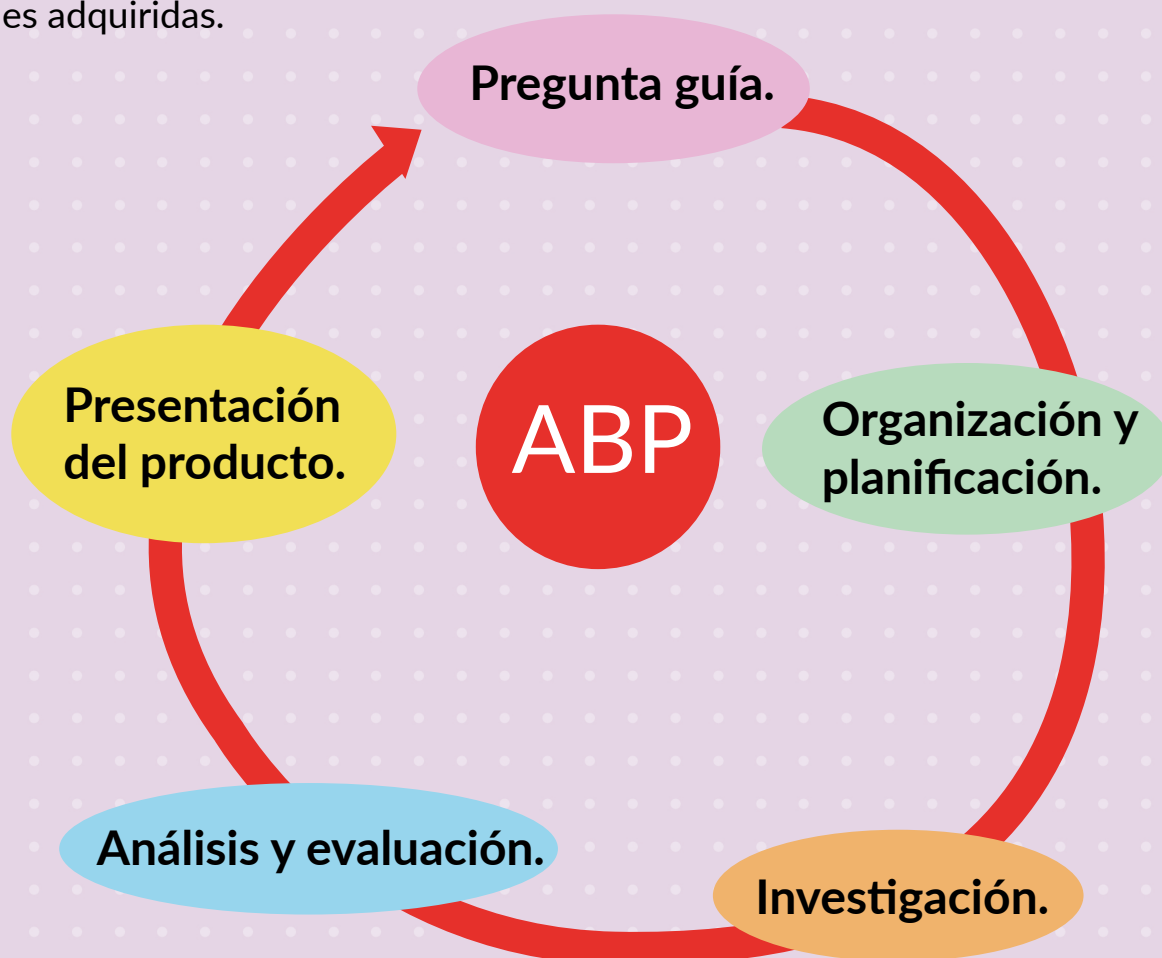 es adquiridas.
Pregunta guía.
ABP
Organización y
planificación.
Investigación.
Análisis y evaluación.
Presentación
del producto.